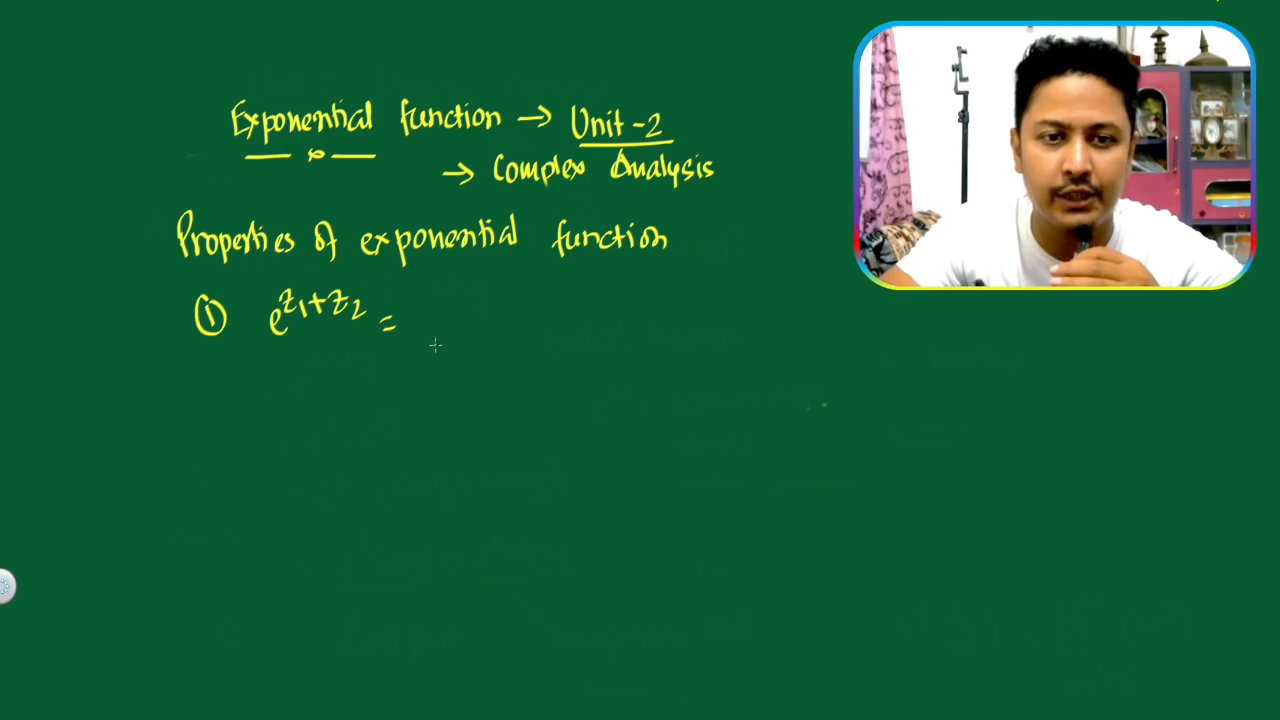 Exponential function → Unit-2
→ Complex Analysis
Properties of exponential function
① e^{z₁+z₂} =